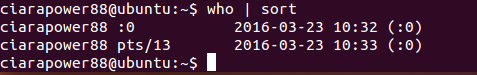 ciarapower88@ubuntu:~$ who | sort
ciarapower88 :0           2016-03-23 10:32 (:0)
ciarapower88 pts/13       2016-03-23 10:33 (:0)
ciarapower88@ubuntu:~$